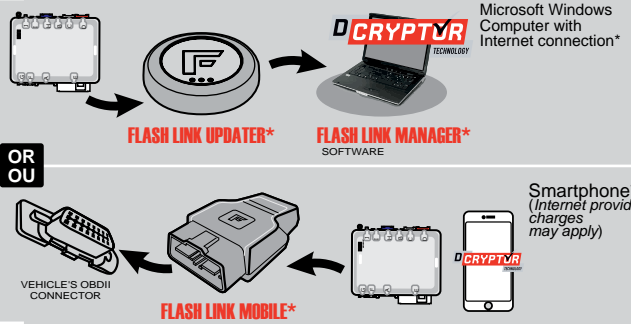 DCRYPTOR
TECHNOLOGY
Microsoft Windows
Computer with
Internet connection*
FLASH LINK UPDATER*
FLASH LINK MANAGER*
SOFTWARE
OR
OU
Smartphone
(Internet provid
charges
may apply)
DCRYPTOR
TECHNOLOGY
VEHICLE'S OBDII
CONNECTOR
FLASH LINK MOBILE*